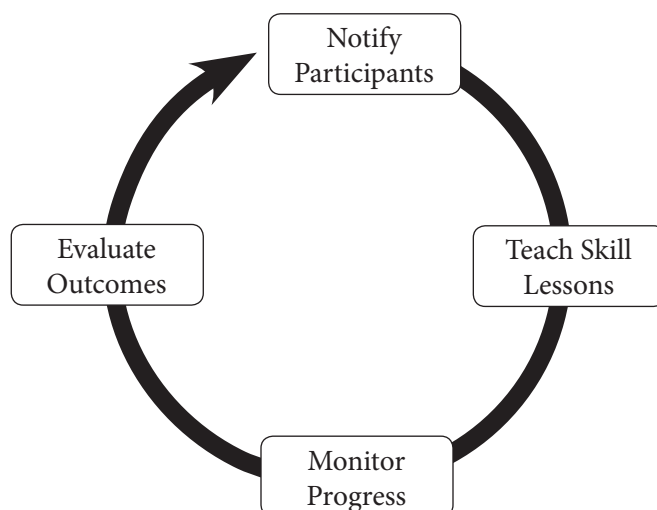 Notify
Participants
Teach Skill
Lessons
Monitor
Progress
Evaluate
Outcomes